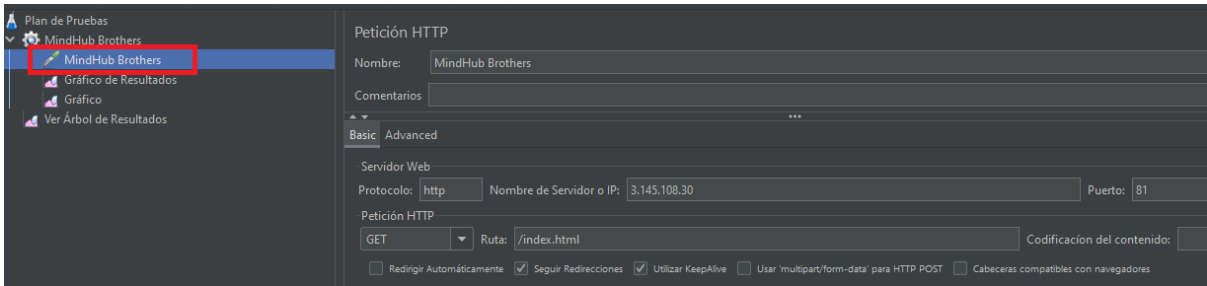 Plan de Pruebas
MindHub Brothers
MindHub Brothers
Gráfico de Resultados
Gráfico
Ver Árbol de Resultados
Petición HTTP
Nombre: MindHub Brothers
Comentarios
Basic Advanced
Servidor Web
Protocolo: http Nombre de Servidor o IP: 3.145.108.30 Puerto: 81
Petición HTTP
GET Ruta: /index.html Codificacíon del contenido:
Redirigir Automáticamente Seguir Redirecciones Utilizar KeepAlive Usar 'multipart/form-data' para HTTP POST Cabeceras compatibles con navegadores